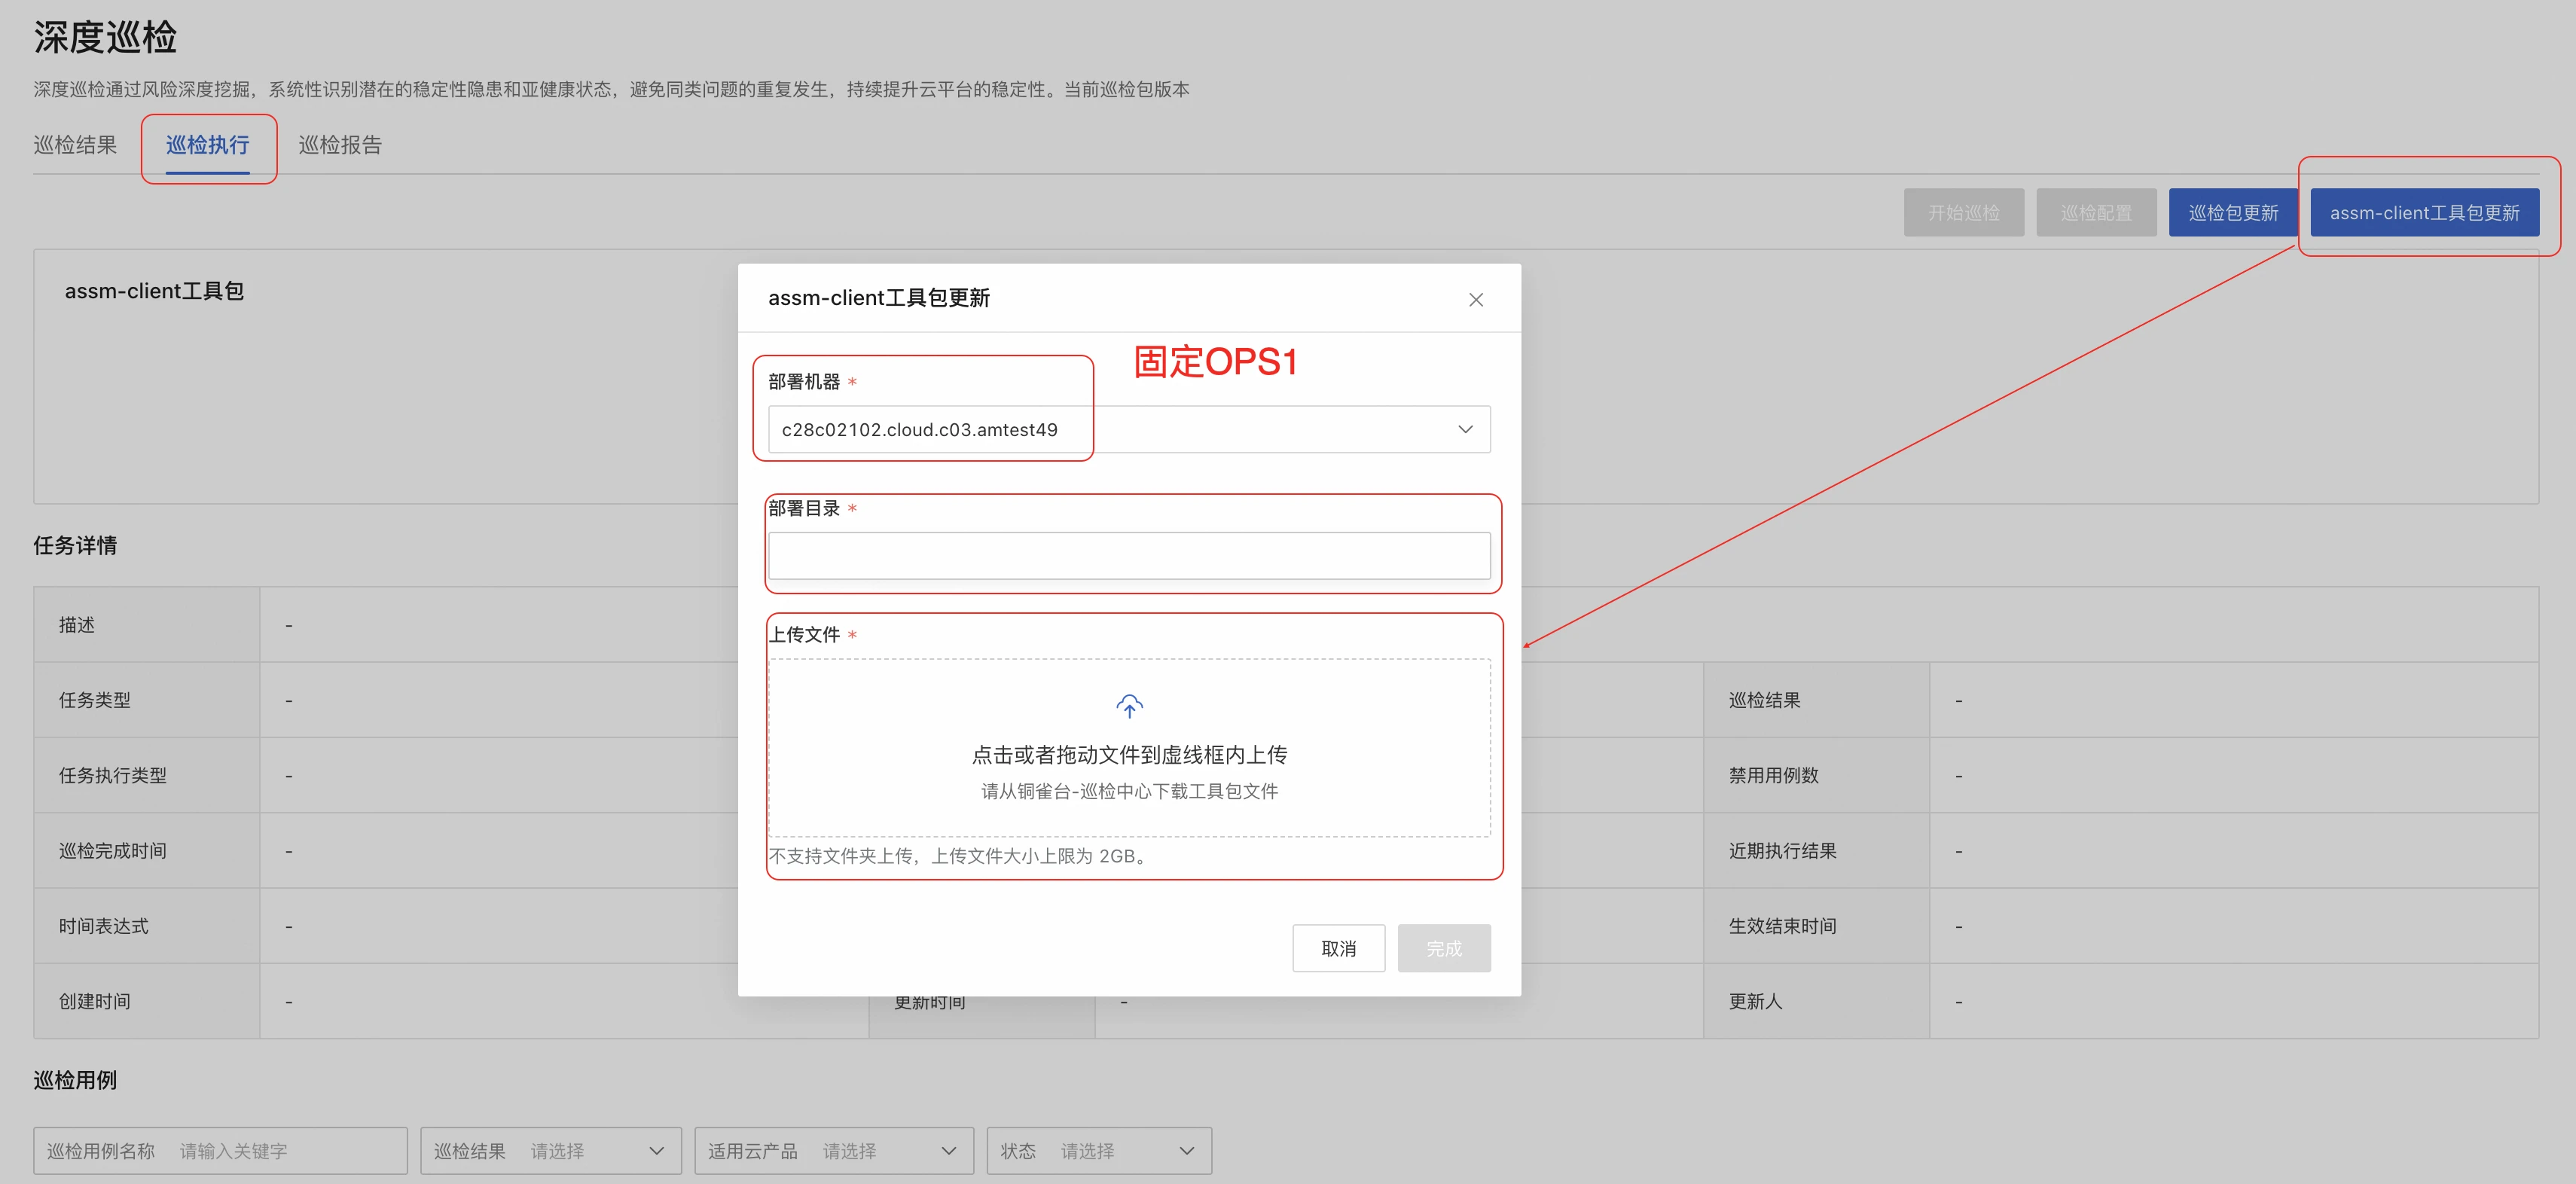 深度巡检
深度巡检通过风险深度挖掘，系统性识别潜在的稳定性隐患和亚健康状态，避免同类问题的重复发生，持续提升云平台的稳定性。当前巡检包版本
巡检结果 巡检执行 巡检报告
开始巡检 巡检配置 巡检包更新 assm-client工具包更新
assm-client工具包
assm-client工具包更新
固定OPS1
部署机器 *
c28c02102.cloud.c03.amtest49
部署目录 *
上传文件 *
点击或者拖动文件到虚线框内上传
请从铜雀台-巡检中心下载工具包文件
不支持文件夹上传，上传文件大小上限为 2GB。
取消 完成
任务详情
描述 -
任务类型 - 巡检结果 -
任务执行类型 - 禁用用例数 -
巡检完成时间 - 近期执行结果 -
时间表达式 - 生效结束时间 -
创建时间 - 更新时间 - 更新人 -
巡检用例
巡检用例名称 请输入关键字 巡检结果 请选择 适用云产品 请选择 状态 请选择